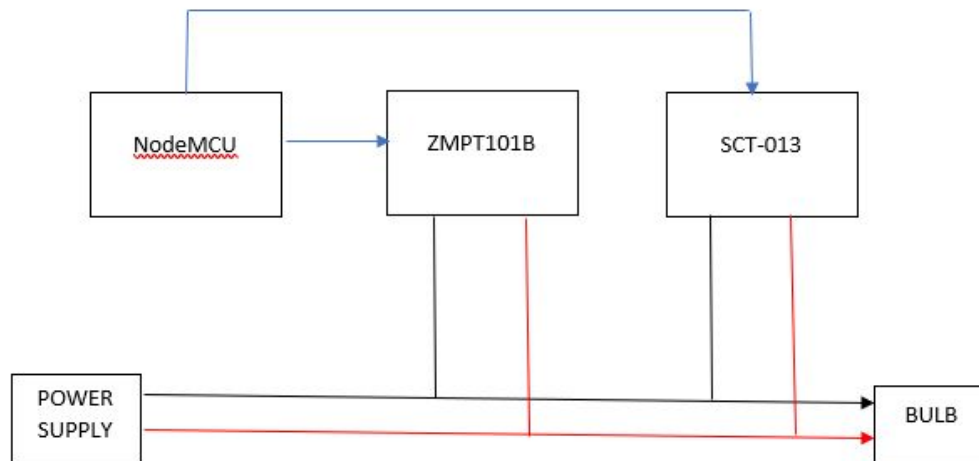 NodeMCU
ZMPT101B
SCT-013
POWER
SUPPLY
BULB